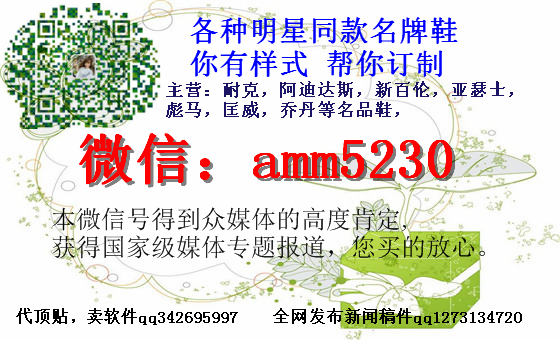 各种明星同款名牌鞋
你有样式 帮你订制
主营：耐克，阿迪达斯，新百伦，亚瑟士，
彪马，匡威，乔丹等名品鞋，
微信：amm5230
本微信号得到众媒体的高度肯定,
获得国家级媒体专题报道，您买的放心。
代顶贴，卖软件qq342695997 全网发布新闻稿件qq1273134720